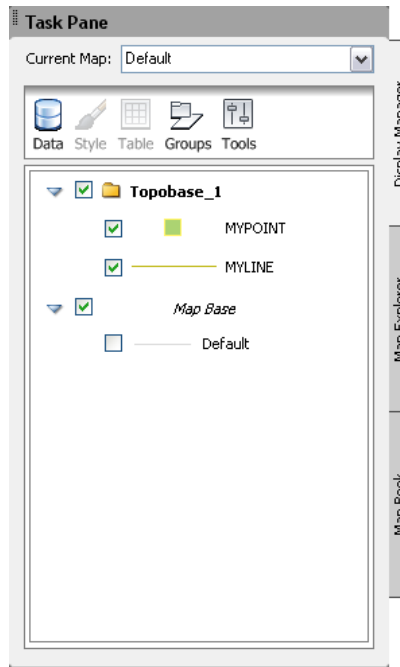 Task Pane
Current Map: Default
Data Style Table Groups Tools
Topobase_1
MYPOINT
MYLINE
Map Base
Default
Display Manager
Map Explorer
Map Book